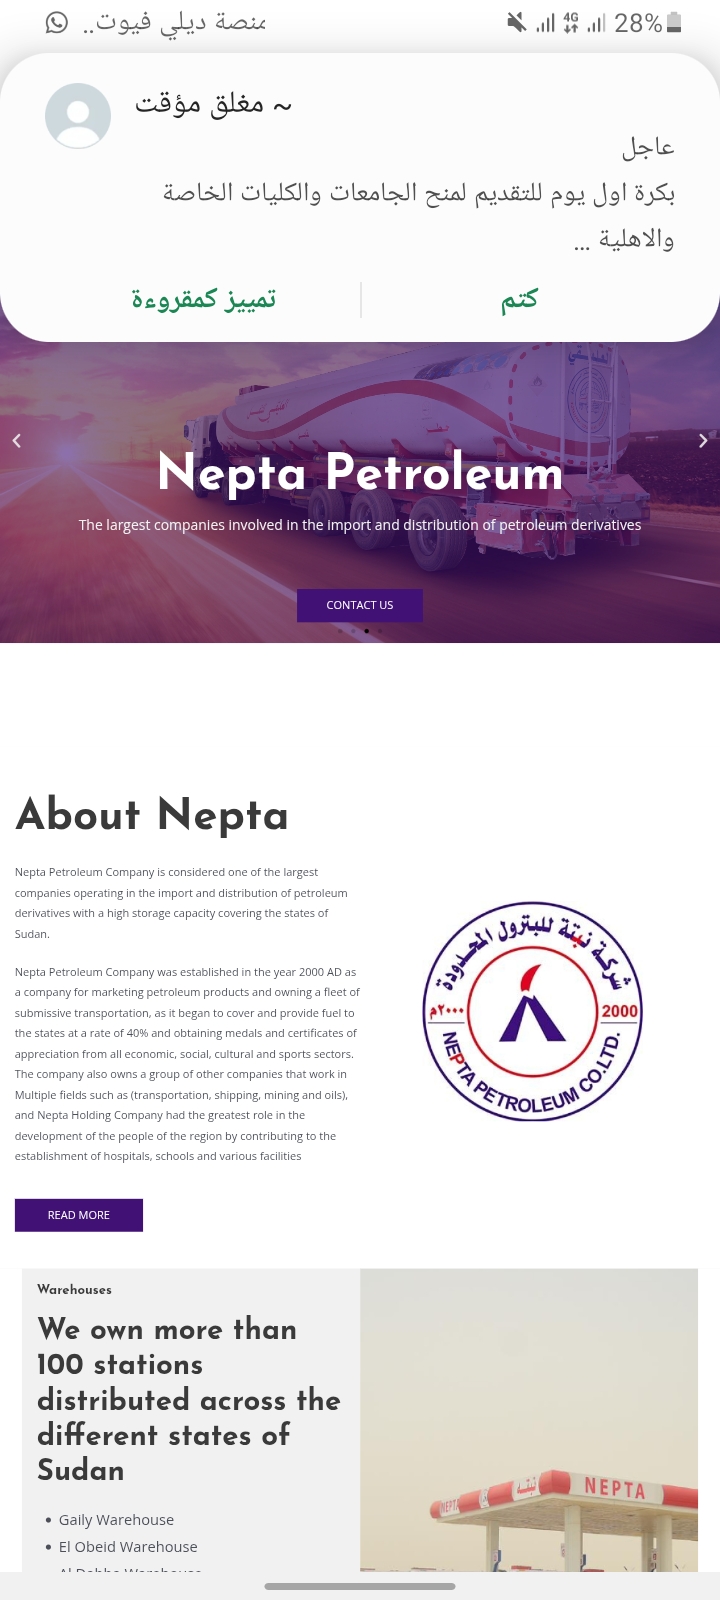 منصة ديلي فيوت..
4G
28%
~ مغلق مؤقت
عاجل
بكرة اول يوم للتقديم لمنح الجامعات والكليات الخاصة
والاهلية ...
تمييز كمقروءة
كتم
Nepta Petroleum
The largest companies involved in the import and distribution of petroleum derivatives
CONTACT US
About Nepta
Nepta Petroleum Company is considered one of the largest
companies operating in the import and distribution of petroleum
derivatives with a high storage capacity covering the states of
Sudan.
Nepta Petroleum Company was established in the year 2000 AD as
a company for marketing petroleum products and owning a fleet of
submissive transportation, as it began to cover and provide fuel to
the states at a rate of 40% and obtaining medals and certificates of
appreciation from all economic, social, cultural and sports sectors.
The company also owns a group of other companies that work in
Multiple fields such as (transportation, shipping, mining and oils),
and Nepta Holding Company had the greatest role in the
development of the people of the region by contributing to the
establishment of hospitals, schools and various facilities
شركة نبتة للبترول المحدودة
٢٠٠٠م
2000
NEPTA PETROLEUM CO.LTD.
READ MORE
Warehouses
We own more than
100 stations
distributed across the
different states of
Sudan
• Gaily Warehouse
• El Obeid Warehouse
Al Dabba Warehouse
NEPTA
نبتة
NEPTA